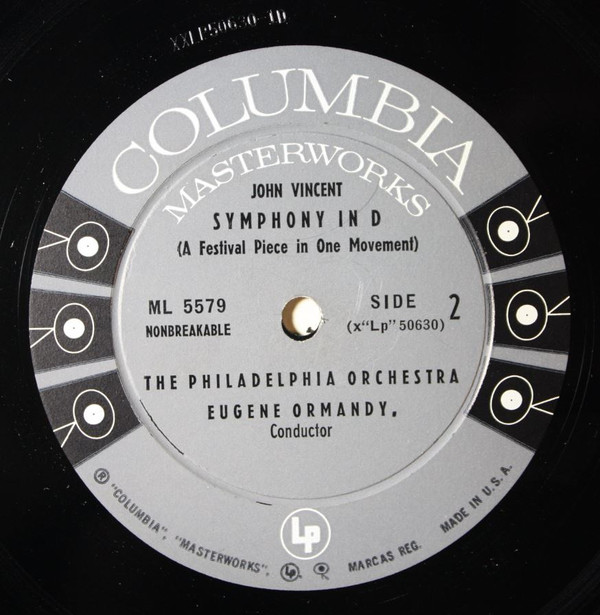 XXLP50630-1D
COLUMBIA
MASTERWORKS
JOHN VINCENT
SYMPHONY IN D
(A Festival Piece in One Movement)
ML 5579
NONBREAKABLE
SIDE 2
(x“Lp” 50630)
THE PHILADELPHIA ORCHESTRA
EUGENE ORMANDY,
Conductor
® “COLUMBIA”, “MASTERWORKS”, Lp, MARCAS REG. MADE IN U.S.A.
Lp